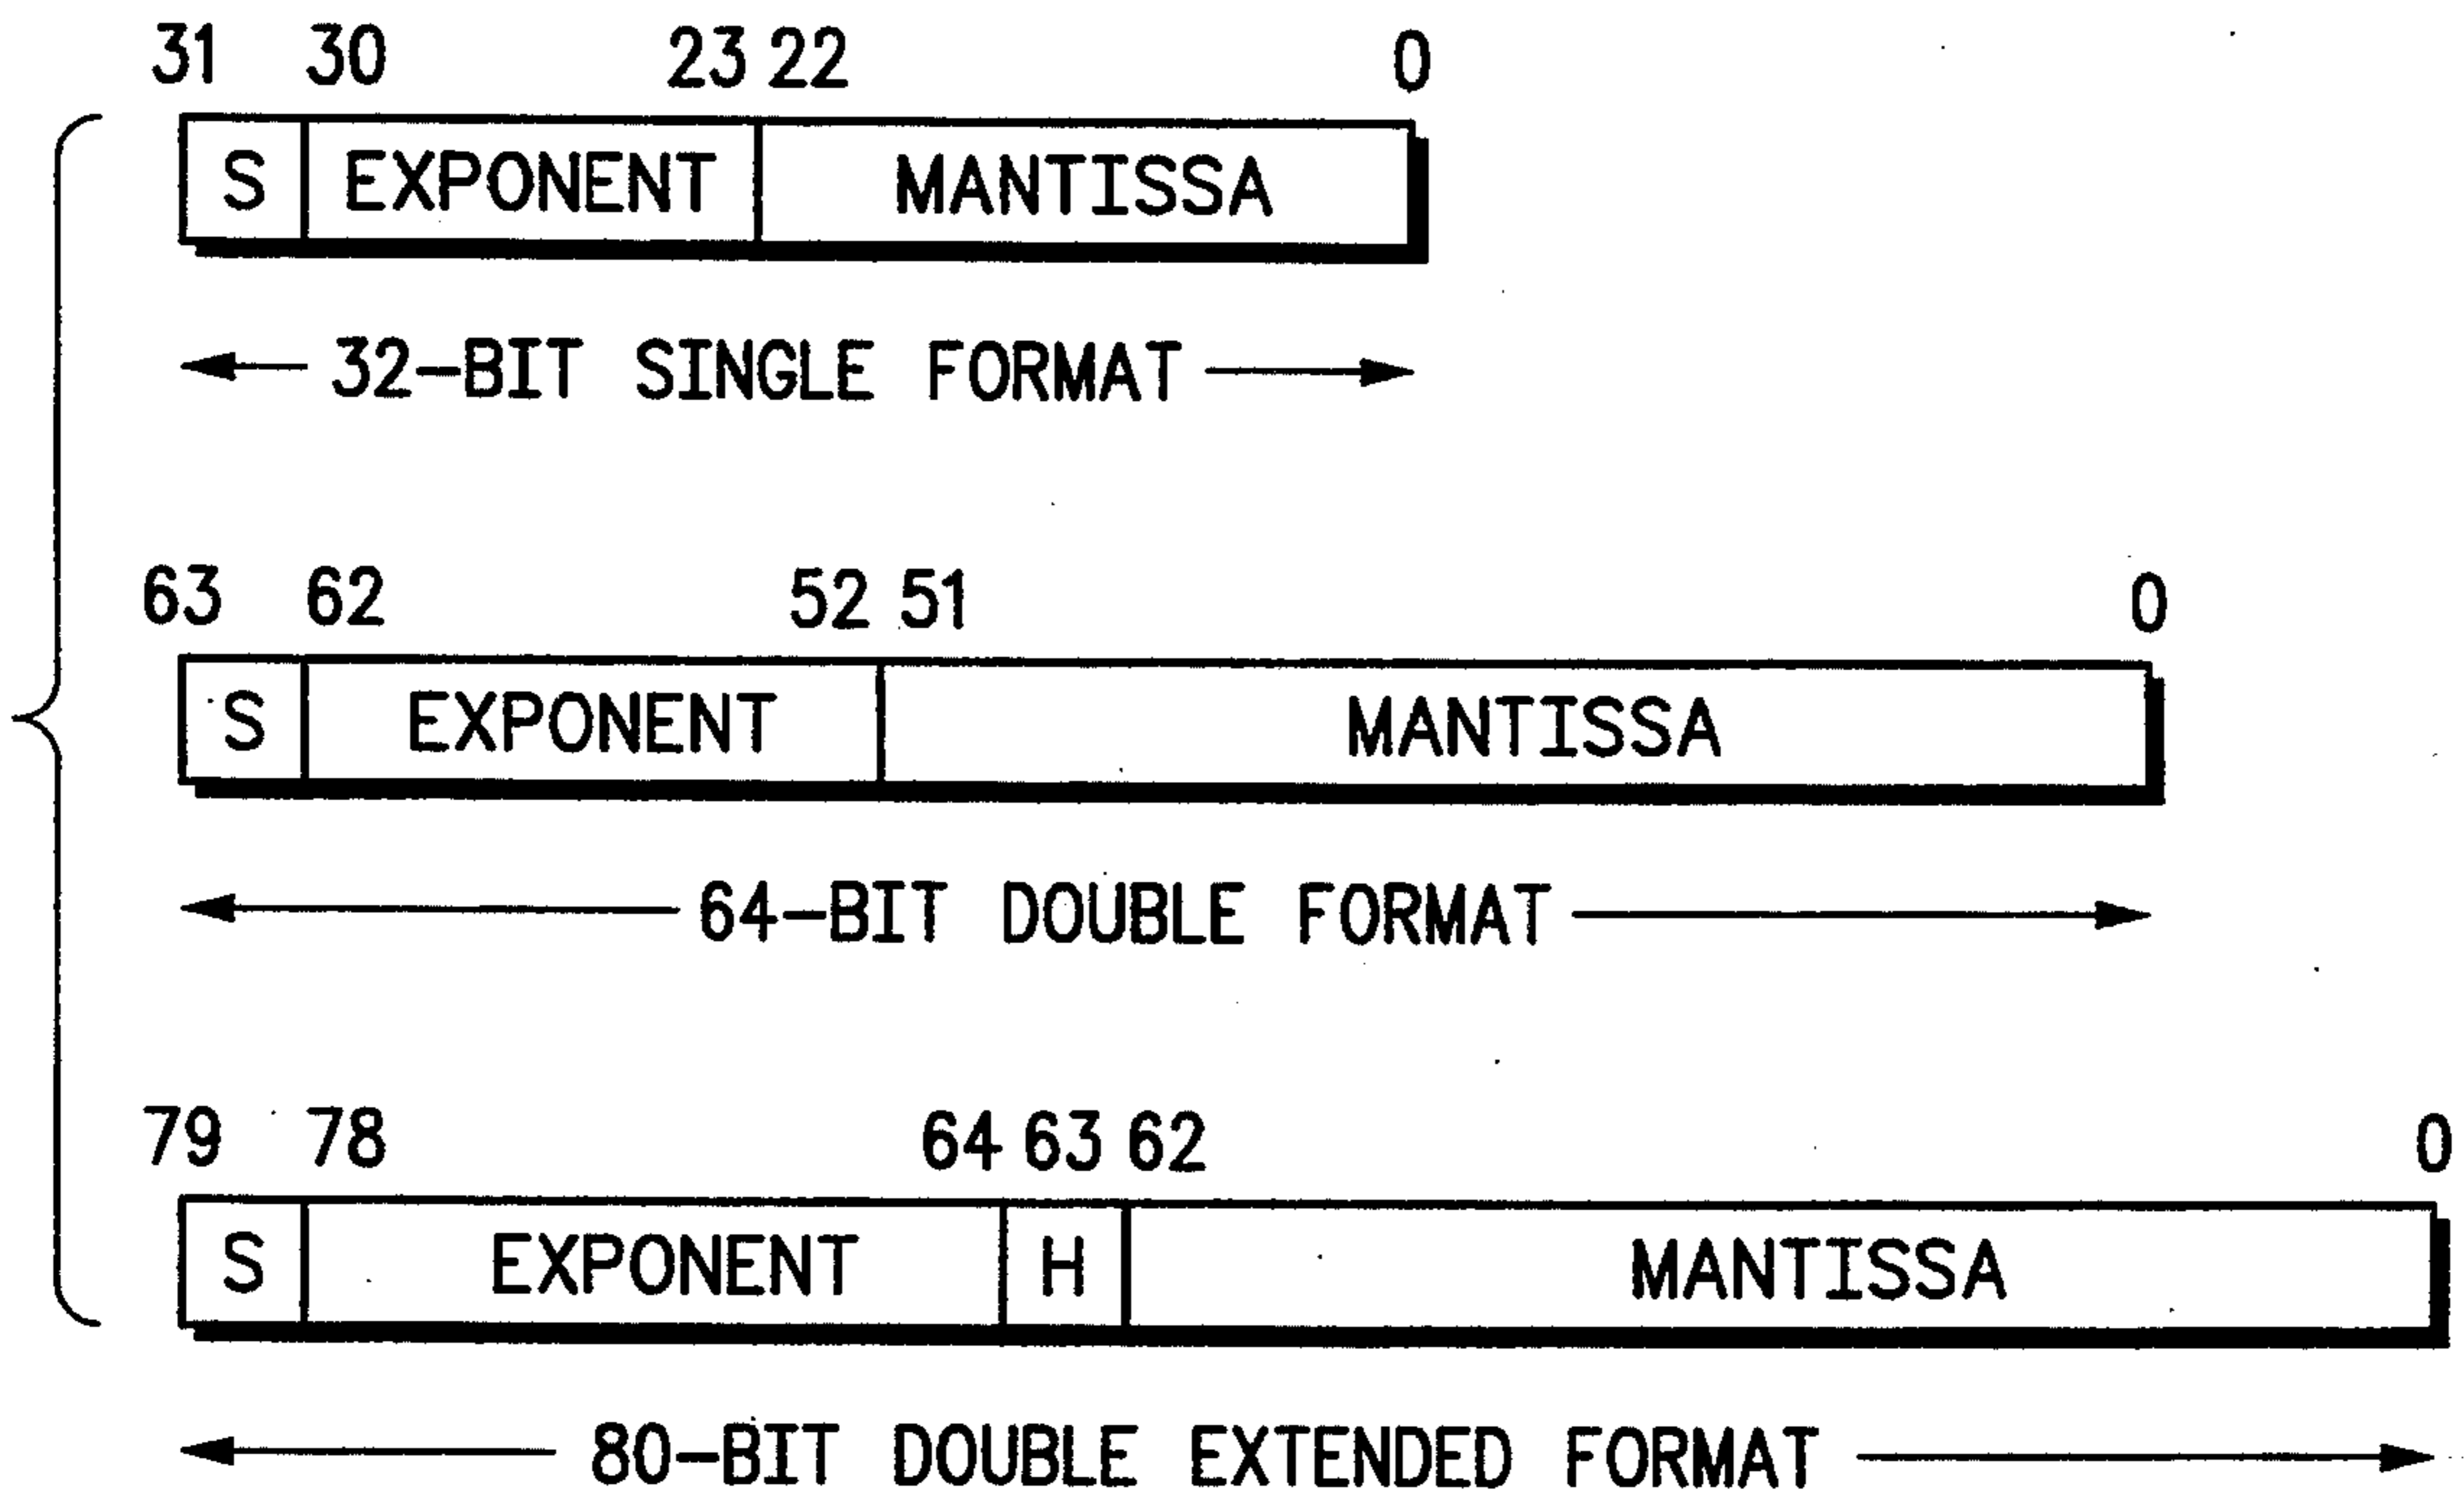 31 30 23 22 0
S EXPONENT MANTISSA
32-BIT SINGLE FORMAT
63 62 52 51 0
S EXPONENT MANTISSA
64-BIT DOUBLE FORMAT
79 78 64 63 62 0
S EXPONENT H MANTISSA
80-BIT DOUBLE EXTENDED FORMAT